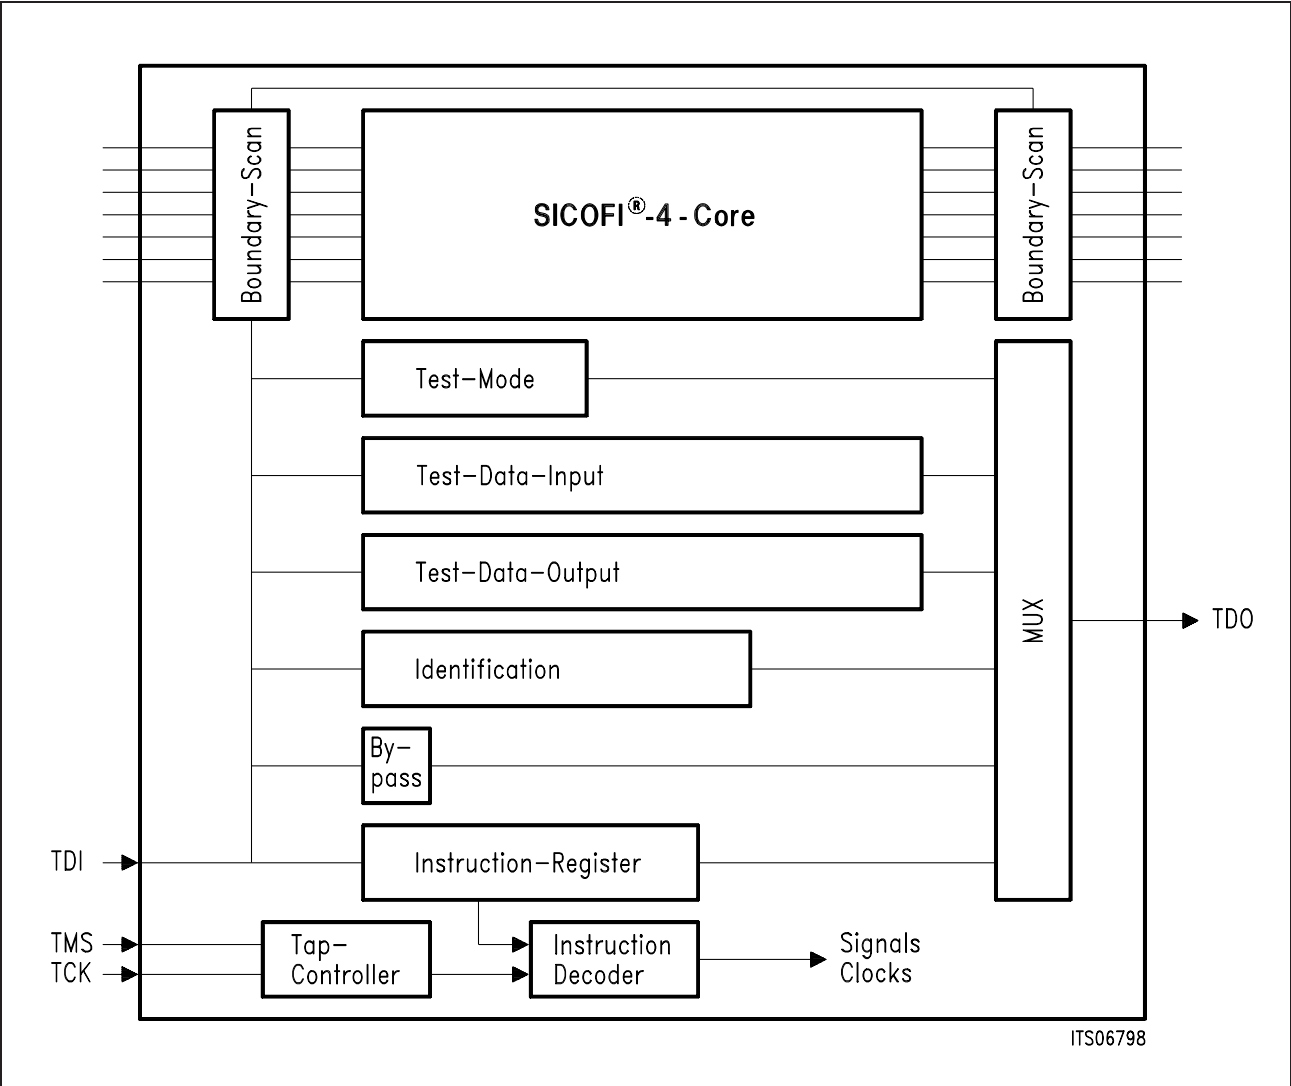 Boundary-Scan
SICOFI®-4-Core
Boundary-Scan
Test-Mode
Test-Data-Input
Test-Data-Output
Identification
By-
pass
MUX
TDO
TDI
Instruction-Register
TMS
TCK
Tap-
Controller
Instruction
Decoder
Signals
Clocks
ITS06798